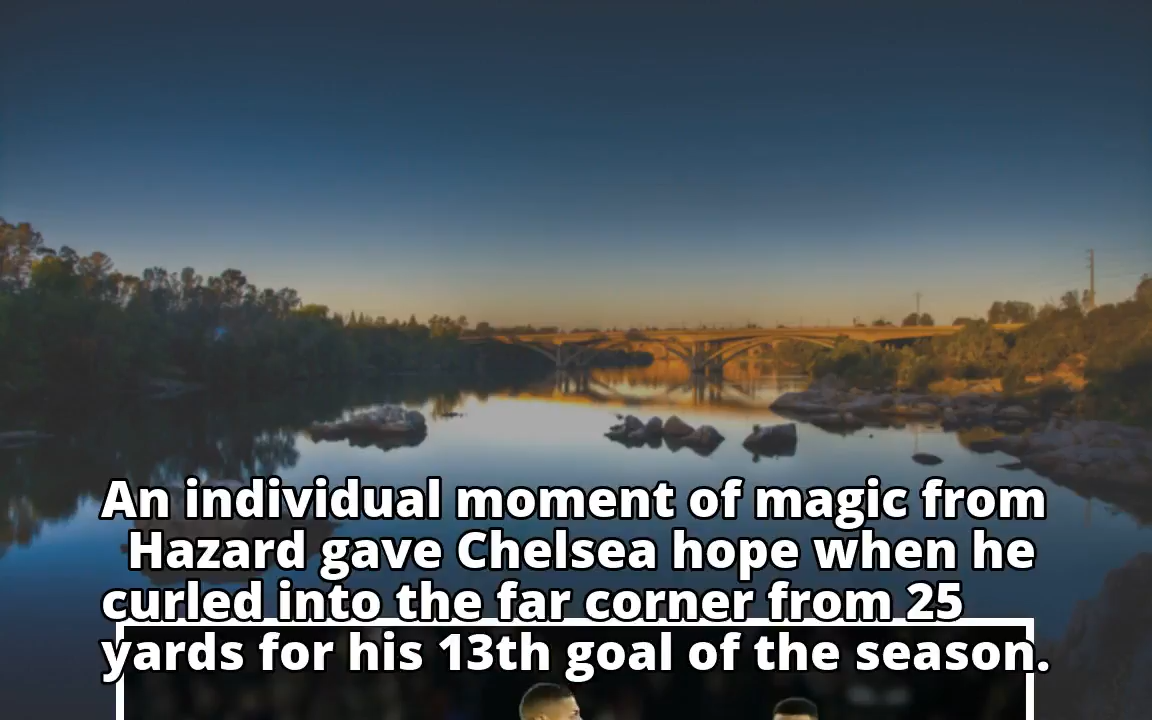 An individual moment of magic from
Hazard gave Chelsea hope when he
curled into the far corner from 25
yards for his 13th goal of the season.